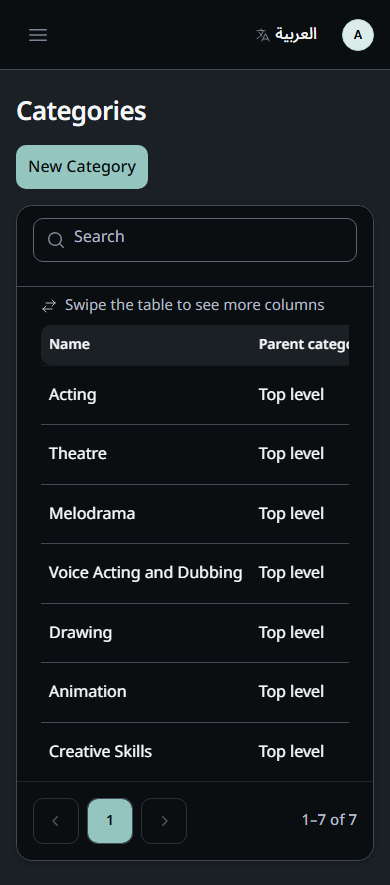 العربية
A
Categories
New Category
Search
Swipe the table to see more columns
Name Parent catego
Acting Top level
Theatre Top level
Melodrama Top level
Voice Acting and Dubbing Top level
Drawing Top level
Animation Top level
Creative Skills Top level
1 1–7 of 7